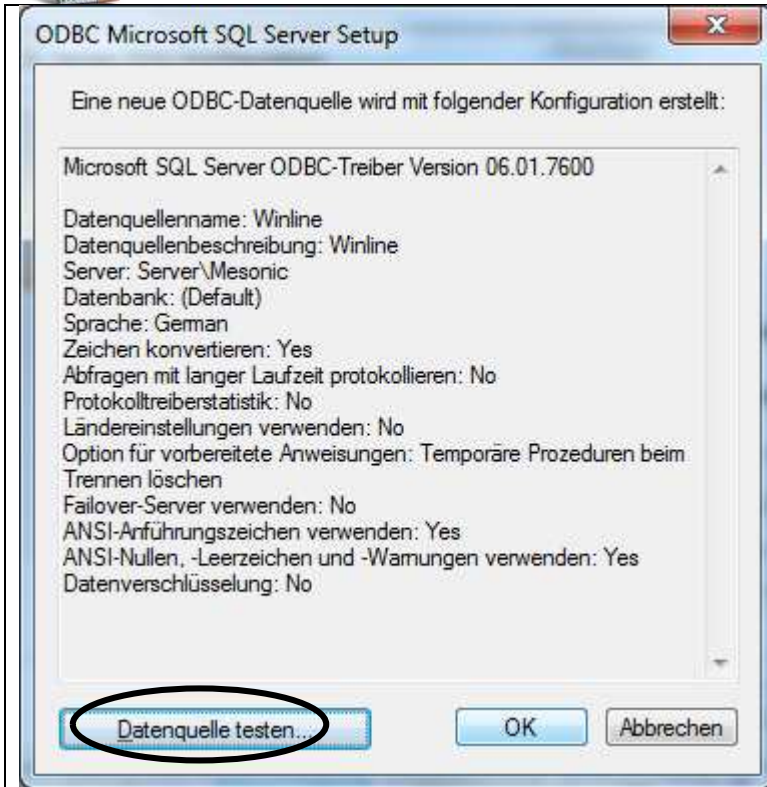 ODBC Microsoft SQL Server Setup
Eine neue ODBC-Datenquelle wird mit folgender Konfiguration erstellt:
Microsoft SQL Server ODBC-Treiber Version 06.01.7600
Datenquellenname: Winline
Datenquellenbeschreibung: Winline
Server: Server\Mesonic
Datenbank: (Default)
Sprache: German
Zeichen konvertieren: Yes
Abfragen mit langer Laufzeit protokollieren: No
Protokolltreiberstatistik: No
Ländereinstellungen verwenden: No
Option für vorbereitete Anweisungen: Temporäre Prozeduren beim
Trennen löschen
Failover-Server verwenden: No
ANSI-Anführungszeichen verwenden: Yes
ANSI-Nullen, -Leerzeichen und -Warnungen verwenden: Yes
Datenverschlüsselung: No
Datenquelle testen... OK Abbrechen